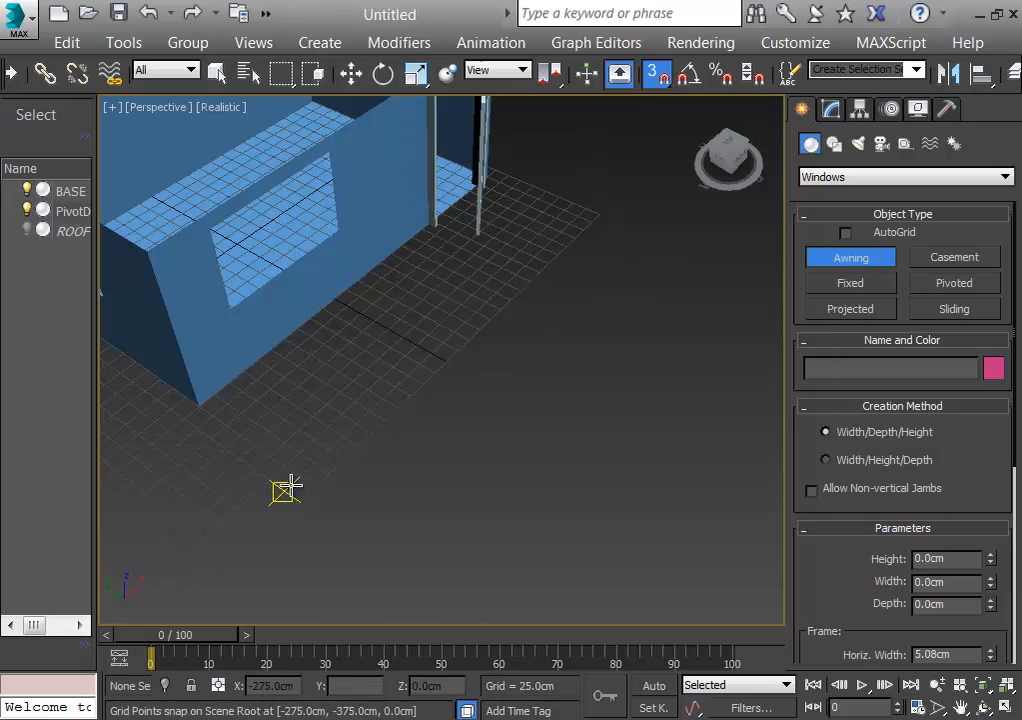 MAX
Untitled
Type a keyword or phrase
Edit Tools Group Views Create Modifiers Animation Graph Editors Rendering Customize MAXScript Help
All
View
3
Create Selection Se
Select
[+] [Perspective] [Realistic]
Name
BASE
PivotD
ROOF
Windows
Object Type
AutoGrid
Awning Casement
Fixed Pivoted
Projected Sliding
Name and Color
Creation Method
Width/Depth/Height
Width/Height/Depth
Allow Non-vertical Jambs
Parameters
Height: 0.0cm
Width: 0.0cm
Depth: 0.0cm
Frame:
Horiz. Width: 5.08cm
0 / 100
0 10 20 30 40 50 60 70 80 90 100
None Se X: -275.0cm Y: Z: 0.0cm Grid = 25.0cm Auto Selected
Welcome to Grid Points snap on Scene Root at [-275.0cm, -375.0cm, 0.0cm] Add Time Tag Set K. Filters... 0